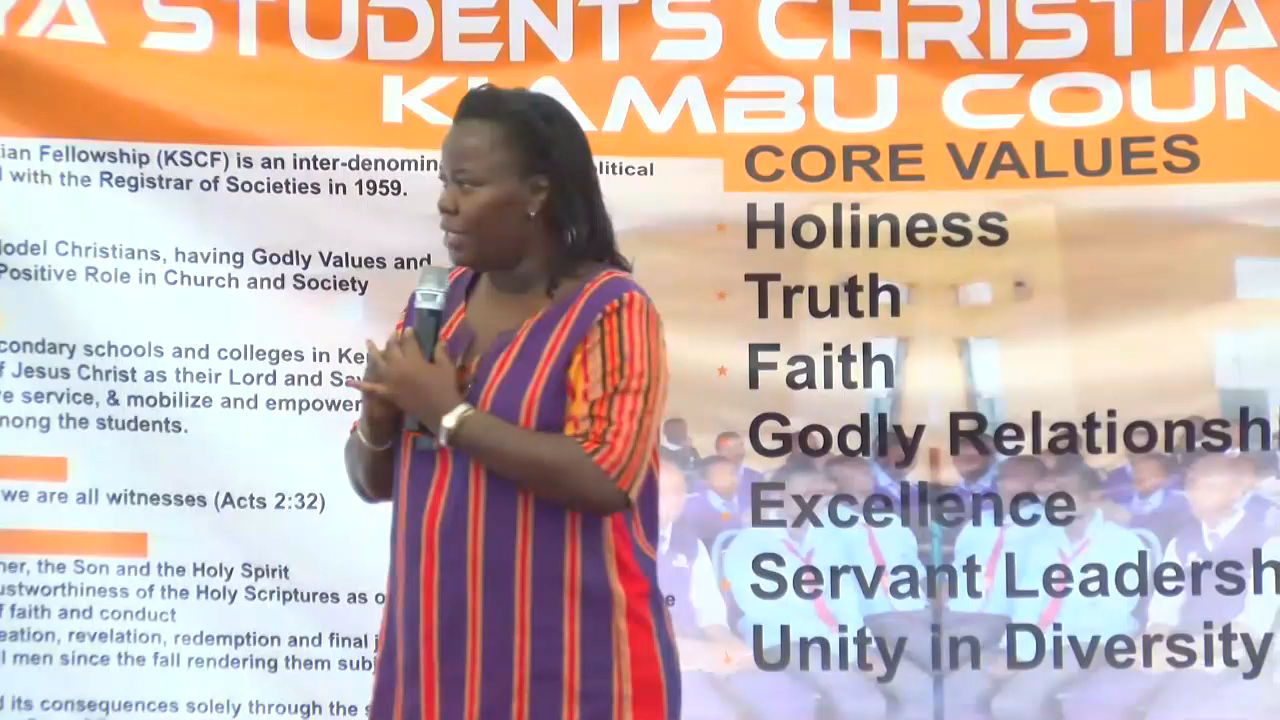 YA STUDENTS CHRISTIA
KIAMBU COUN
ian Fellowship (KSCF) is an inter-denomin litical
with the Registrar of Societies in 1959.
odel Christians, having Godly Values and
Positive Role in Church and Society
condary schools and colleges in Ke
f Jesus Christ as their Lord and Sa
e service, & mobilize and empower
mong the students.
we are all witnesses (Acts 2:32)
her, the Son and the Holy Spirit
ustworthiness of the Holy Scriptures as o e
f faith and conduct
eation, revelation, redemption and final j
l men since the fall rendering them sub
d its consequences solely through the s
CORE VALUES
Holiness
Truth
Faith
Godly Relationsh
Excellence
Servant Leadersh
Unity in Diversity